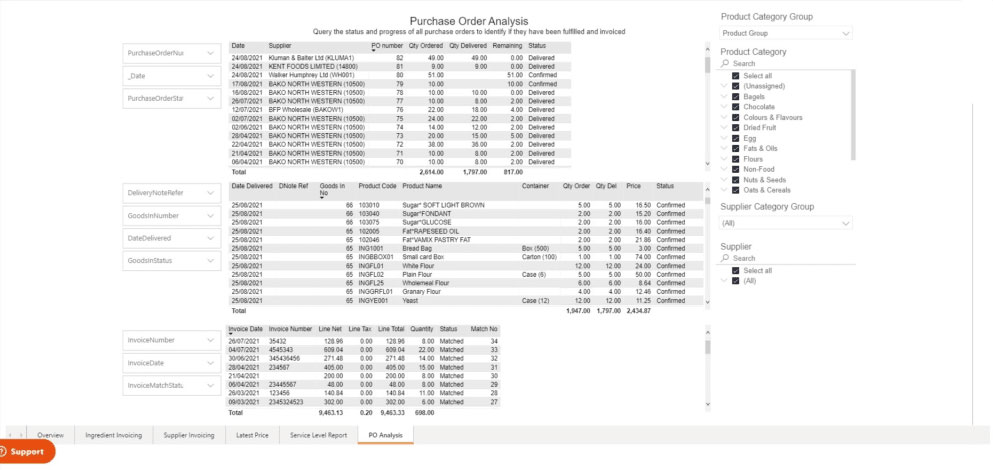 Purchase Order Analysis
Query the status and progress of all purchase orders to identify if they have been fulfilled and invoiced
PurchaseOrderNu
_Date
PurchaseOrderStat
Date Supplier PO number Qty Ordered Qty Delivered Remaining Status
24/08/2021 Kluman & Balter Ltd (KLUMA1) 82 49.00 49.00 0.00 Delivered
24/08/2021 KENT FOODS LIMITED (14800) 81 9.00 9.00 0.00 Delivered
24/08/2021 Walker Humphrey Ltd (WH001) 80 51.00 51.00 Confirmed
17/08/2021 BAKO NORTH WESTERN (10500) 79 10.00 10.00 Confirmed
16/08/2021 BAKO NORTH WESTERN (10500) 78 10.00 10.00 0.00 Delivered
26/07/2021 BAKO NORTH WESTERN (10500) 77 10.00 8.00 2.00 Delivered
12/07/2021 BFP Wholesale (BAKOW1) 76 22.00 18.00 4.00 Delivered
02/07/2021 BAKO NORTH WESTERN (10500) 75 24.00 22.00 2.00 Delivered
02/06/2021 BAKO NORTH WESTERN (10500) 74 14.00 12.00 2.00 Delivered
28/04/2021 BAKO NORTH WESTERN (10500) 73 20.00 15.00 5.00 Delivered
22/04/2021 BAKO NORTH WESTERN (10500) 72 38.00 36.00 2.00 Delivered
21/04/2021 BAKO NORTH WESTERN (10500) 71 10.00 8.00 2.00 Delivered
06/04/2021 BAKO NORTH WESTERN (10500) 70 10.00 8.00 2.00 Delivered
Total 2,614.00 1,797.00 817.00
DeliveryNoteRefer
GoodsInNumber
DateDelivered
GoodsInStatus
Date Delivered DNote Ref Goods In No Product Code Product Name Container Qty Order Qty Del Price Status
25/08/2021 66 103010 Sugar* SOFT LIGHT BROWN 5.00 5.00 16.50 Confirmed
25/08/2021 66 103040 Sugar*FONDANT 2.00 2.00 15.20 Confirmed
25/08/2021 66 103075 Sugar*GLUCOSE 2.00 2.00 16.00 Confirmed
25/08/2021 66 102005 Fat*RAPESEED OIL 2.00 2.00 16.40 Confirmed
25/08/2021 66 102046 Fat*VAMIX PASTRY FAT 2.00 2.00 21.86 Confirmed
25/08/2021 65 ING1001 Bread Bag Box (500) 5.00 5.00 3.00 Confirmed
25/08/2021 65 INGBBOX01 Small card Box Carton (100) 1.00 1.00 74.00 Confirmed
25/08/2021 65 INGFL01 White Flour 12.00 12.00 24.00 Confirmed
25/08/2021 65 INGFL02 Plain Flour Case (6) 5.00 5.00 50.00 Confirmed
25/08/2021 65 INGFL25 Wholemeal Flour 6.00 6.00 8.64 Confirmed
25/08/2021 65 INGGRFL01 Granary Flour 4.00 4.00 12.46 Confirmed
25/08/2021 65 INGYE001 Yeast Case (12) 12.00 12.00 11.25 Confirmed
Total 1,947.00 1,797.00 2,434.87
InvoiceNumber
InvoiceDate
InvoiceMatchStatu
Invoice Date Invoice Number Line Net Line Tax Line Total Quantity Status Match No
26/07/2021 35432 128.96 0.00 128.96 8.00 Matched 34
04/07/2021 4545343 609.04 0.00 609.04 22.00 Matched 33
30/06/2021 345436456 271.48 0.00 271.48 14.00 Matched 32
28/04/2021 234567 405.00 0.00 405.00 15.00 Matched 31
21/04/2021 200.00 0.00 200.00 8.00 Matched 30
06/04/2021 23445567 48.00 0.00 48.00 8.00 Matched 29
26/03/2021 123456 140.84 0.00 140.84 11.00 Matched 28
09/03/2021 2345324523 302.00 0.00 302.00 6.00 Matched 27
Total 9,463.13 0.20 9,463.33 698.00
Product Category Group
Product Group
Product Category
Search
Select all
(Unassigned)
Bagels
Chocolate
Colours & Flavours
Dried Fruit
Egg
Fats & Oils
Flours
Non-Food
Nuts & Seeds
Oats & Cereals
Supplier Category Group
(All)
Supplier
Search
Select all
(All)
Overview Ingredient Invoicing Supplier Invoicing Latest Price Service Level Report PO Analysis
Support